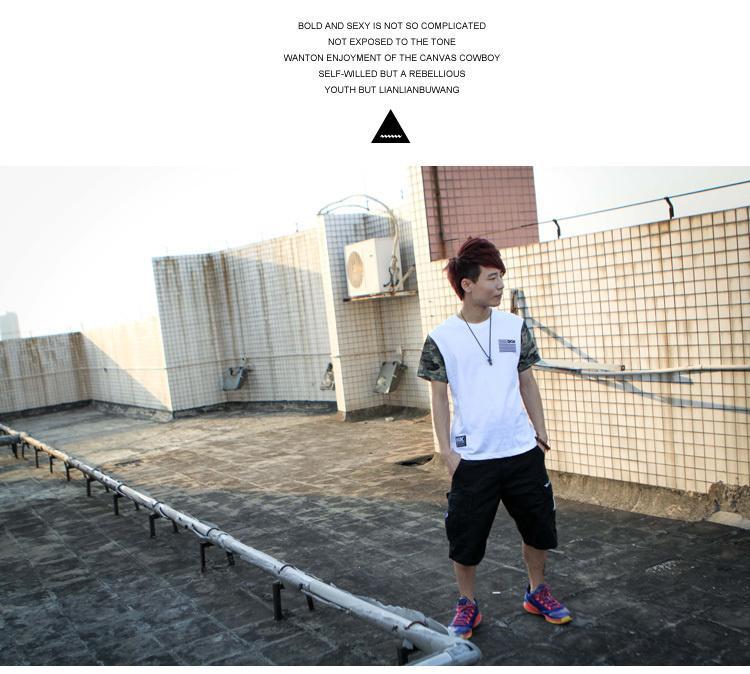 BOLD AND SEXY IS NOT SO COMPLICATED
NOT EXPOSED TO THE TONE
WANTON ENJOYMENT OF THE CANVAS COWBOY
SELF-WILLED BUT A REBELLIOUS
YOUTH BUT LIANLIANBUWANG